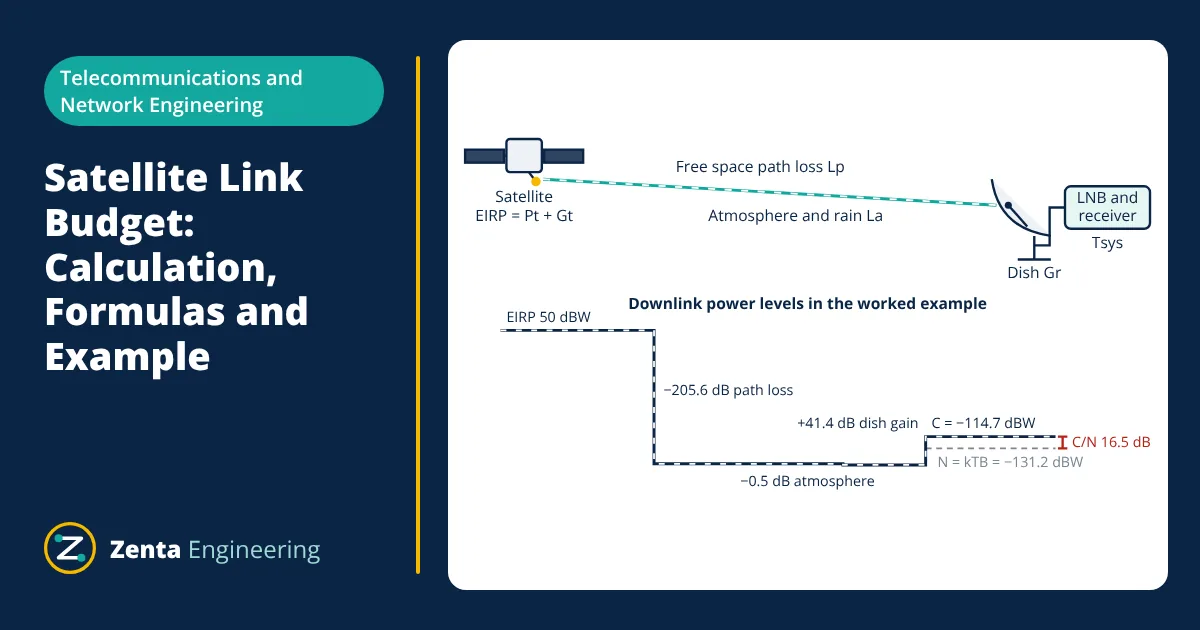 Telecommunications and
Network Engineering
Satellite Link
Budget:
Calculation,
Formulas and
Example
Zenta Engineering
Free space path loss Lp
Atmosphere and rain La
Satellite
EIRP = Pt + Gt
LNB and
receiver
Tsys
Dish Gr
Downlink power levels in the worked example
EIRP 50 dBW
−205.6 dB path loss
+41.4 dB dish gain
C = −114.7 dBW
C/N 16.5 dB
N = kTB = −131.2 dBW
−0.5 dB atmosphere